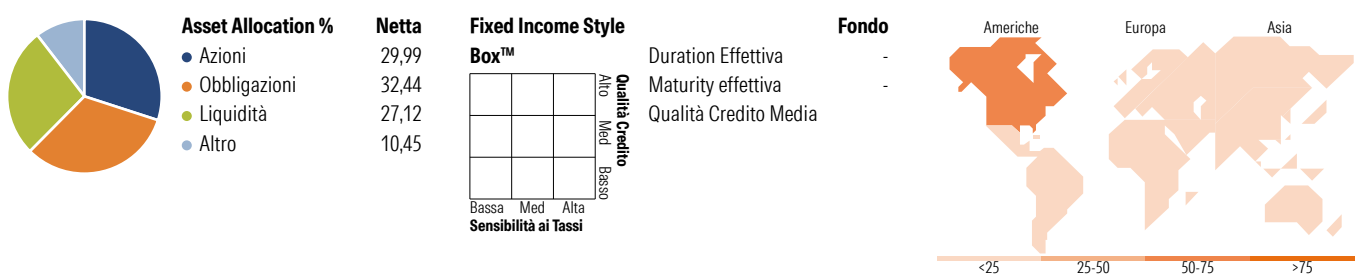 Asset Allocation % Netta
Azioni 29,99
Obbligazioni 32,44
Liquidità 27,12
Altro 10,45
Fixed Income Style
Box™
Alto Med Basso
Qualità Credito
Bassa Med Alta
Sensibilità ai Tassi
Fondo
Duration Effettiva -
Maturity effettiva -
Qualità Credito Media
Americhe Europa Asia
<25 25-50 50-75 >75